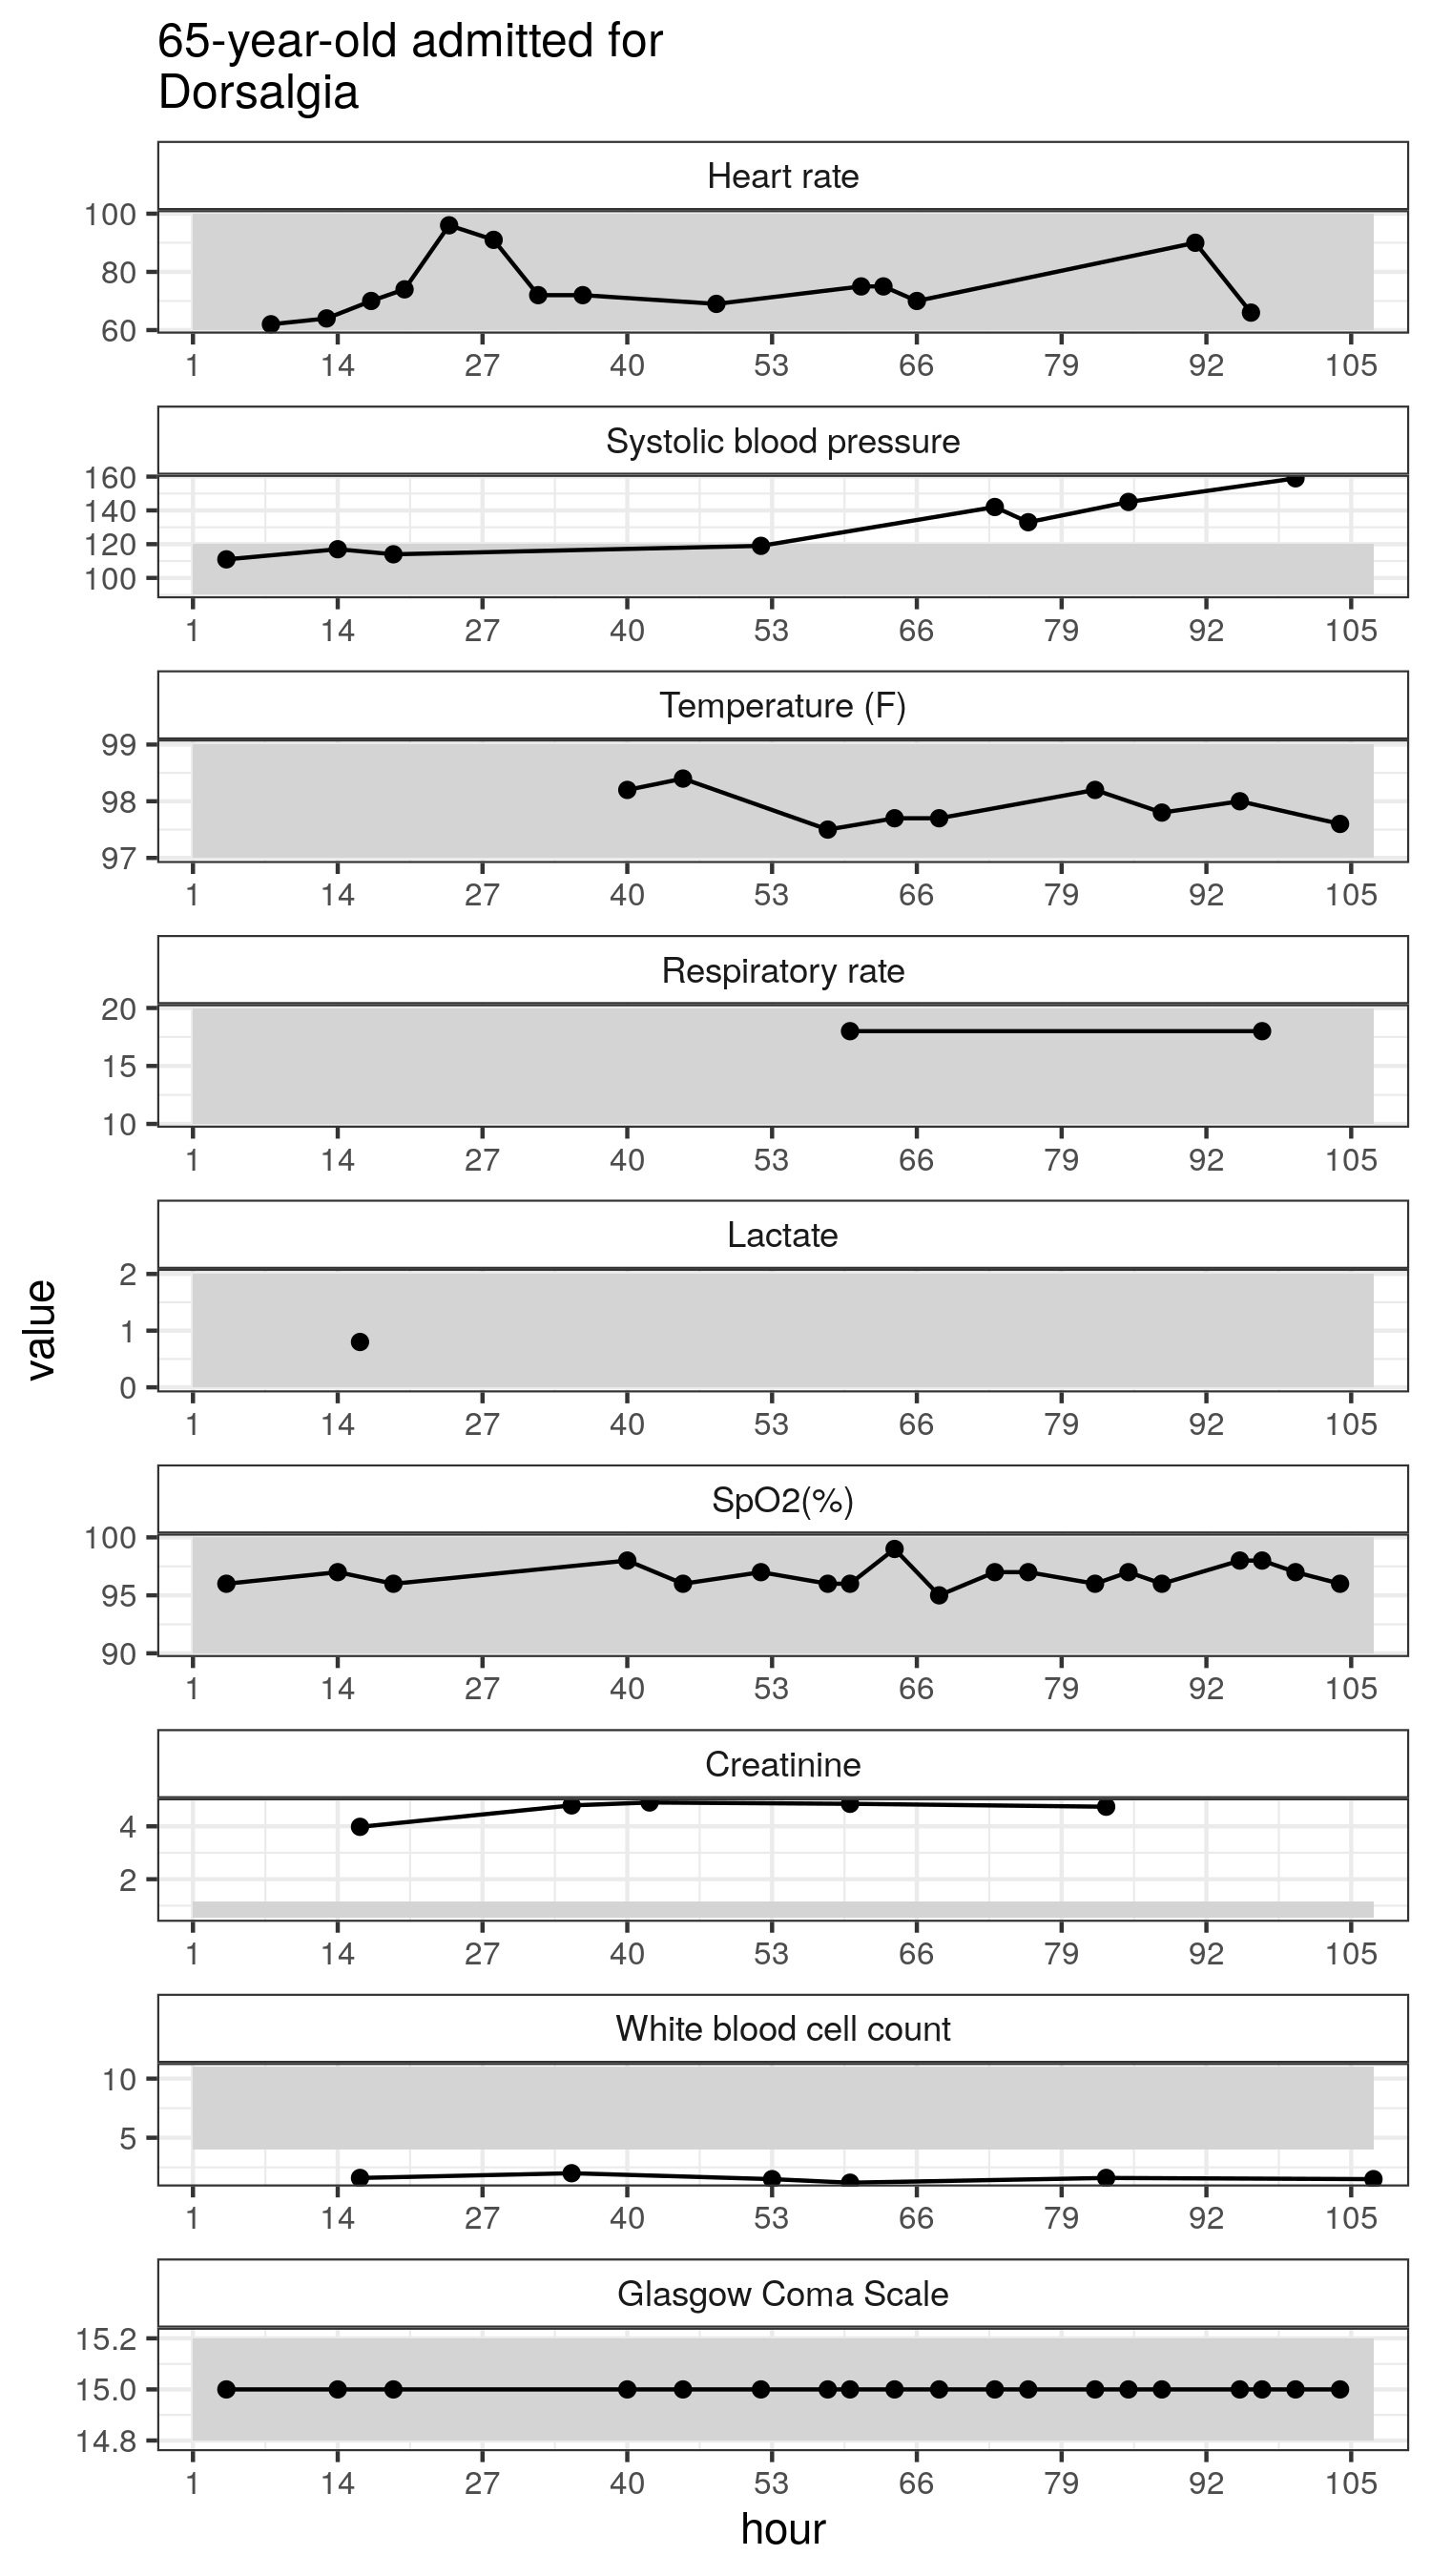 65-year-old admitted for
Dorsalgia
Heart rate
100
80
60
1 14 27 40 53 66 79 92 105
Systolic blood pressure
160
140
120
100
1 14 27 40 53 66 79 92 105
Temperature (F)
99
98
97
1 14 27 40 53 66 79 92 105
Respiratory rate
20
15
10
1 14 27 40 53 66 79 92 105
Lactate
2
1
0
1 14 27 40 53 66 79 92 105
value
SpO2(%)
100
95
90
1 14 27 40 53 66 79 92 105
Creatinine
4
2
1 14 27 40 53 66 79 92 105
White blood cell count
10
5
1 14 27 40 53 66 79 92 105
Glasgow Coma Scale
15.2
15.0
14.8
1 14 27 40 53 66 79 92 105
hour